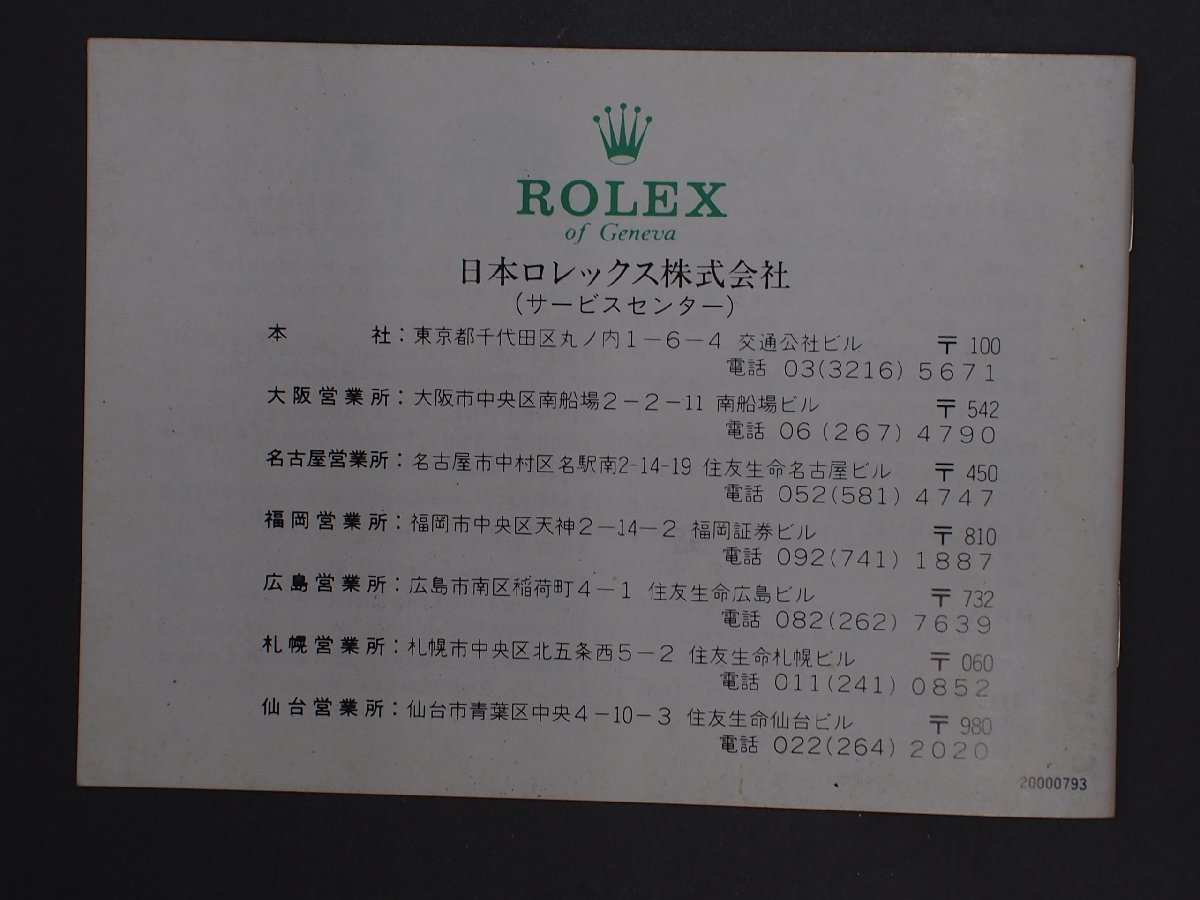 ROLEX
of Geneva
日本ロレックス株式会社
(サービスセンター)
本社：東京都千代田区丸ノ内1－6－4 交通公社ビル 〒100
電話 03(3216)5671
大阪営業所：大阪市中央区南船場2－2－11 南船場ビル 〒542
電話 06(267)4790
名古屋営業所：名古屋市中村区名駅南2-14-19 住友生命名古屋ビル 〒450
電話 052(581)4747
福岡営業所：福岡市中央区天神2－14－2 福岡証券ビル 〒810
電話 092(741)1887
広島営業所：広島市南区稲荷町4－1 住友生命広島ビル 〒732
電話 082(262)7639
札幌営業所：札幌市中央区北五条西5－2 住友生命札幌ビル 〒060
電話 011(241)0852
仙台営業所：仙台市青葉区中央4－10－3 住友生命仙台ビル 〒980
電話 022(264)2020
20000793